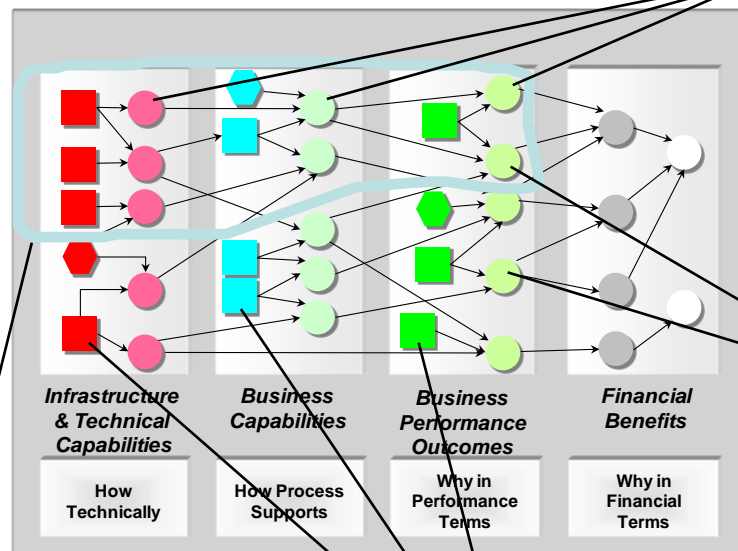 Infrastructure
& Technical
Capabilities
Business
Capabilities
Business
Performance
Outcomes
Financial
Benefits
How
Technically
How Process
Supports
Why in
Performance
Terms
Why in
Financial
Terms